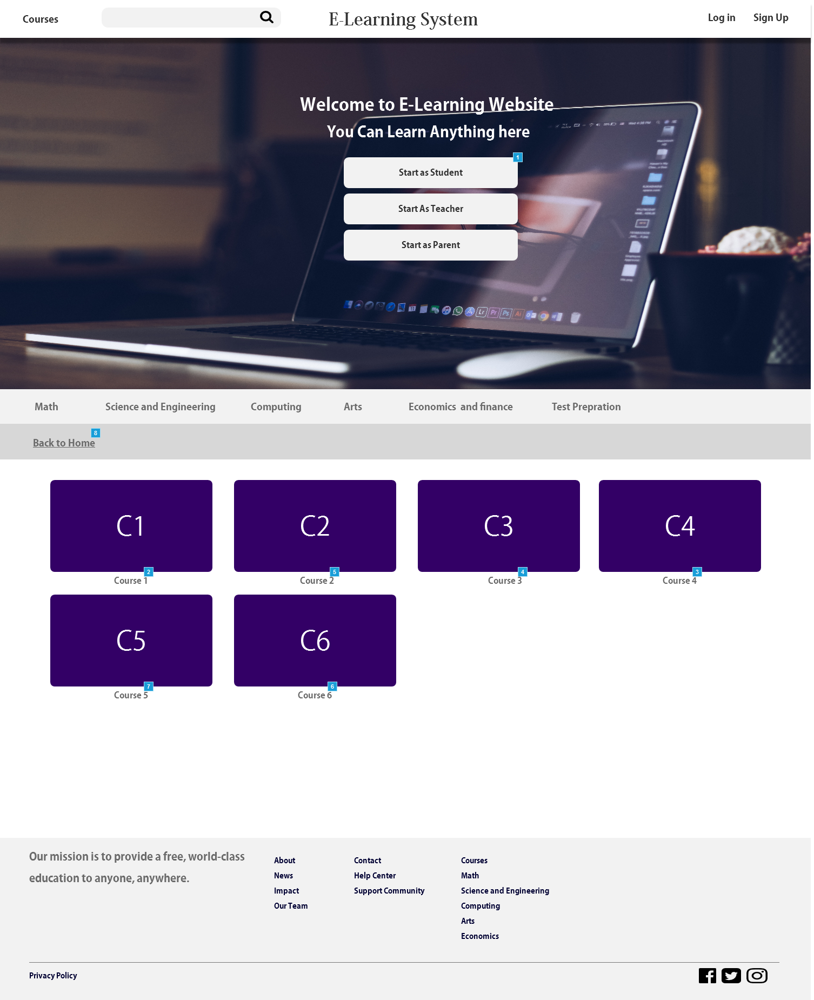 Courses
E-Learning System
Log in
Sign Up
Welcome to E-Learning Website
You Can Learn Anything here
1
Start as Student
Start As Teacher
Start as Parent
Lr Pr Ps Ai
Math
Science and Engineering
Computing
Arts
Economics and finance
Test Prepration
8
Back to Home
C1
C2
C3
C4
2
5
4
3
Course 1
Course 2
Course 3
Course 4
C5
C6
7
6
Course 5
Course 6
Our mission is to provide a free, world-class
education to anyone, anywhere.
About
News
Impact
Our Team
Contact
Help Center
Support Community
Courses
Math
Science and Engineering
Computing
Arts
Economics
Privacy Policy